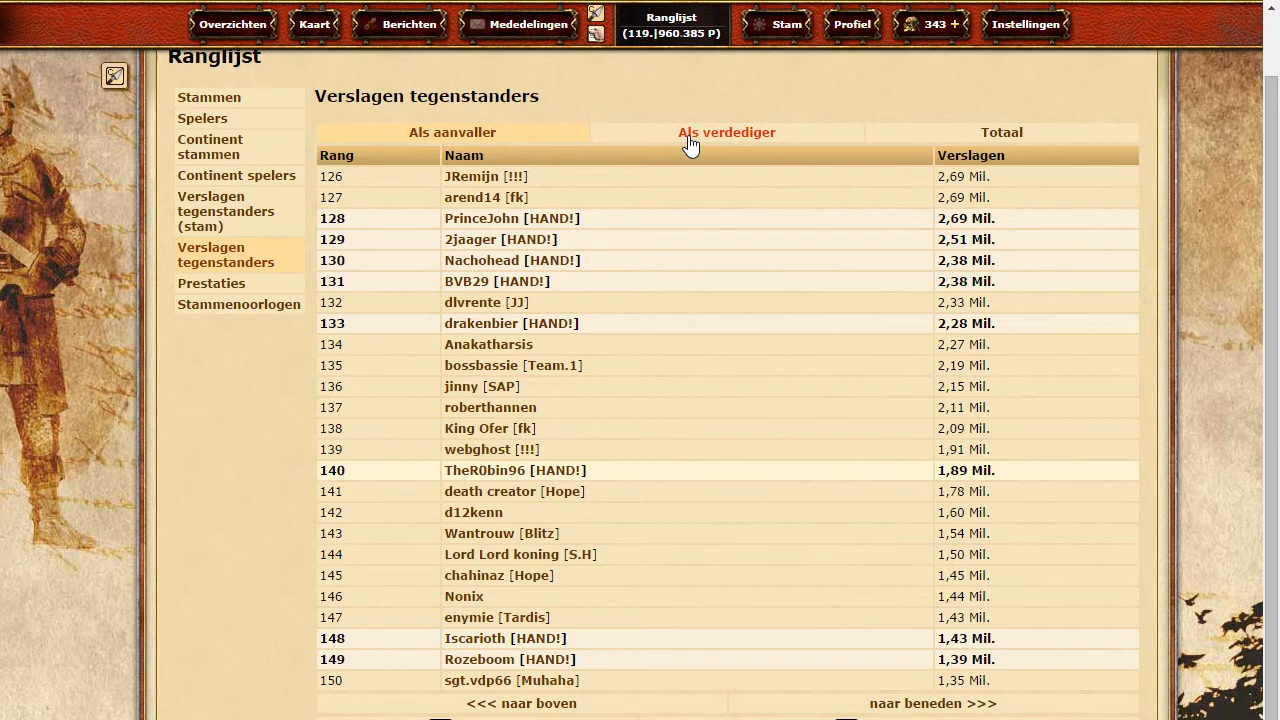 Overzichten Kaart Berichten Mededelingen Ranglijst Stam Profiel 343 + Instellingen
(119.|960.385 P)
Ranglijst
Stammen
Spelers
Continent
stammen
Continent spelers
Verslagen
tegenstanders
(stam)
Verslagen
tegenstanders
Prestaties
Stammenoorlogen
Verslagen tegenstanders
Als aanvaller Als verdediger Totaal
Rang Naam Verslagen
126 JRemijn [!!!] 2,69 Mil.
127 arend14 [fk] 2,69 Mil.
128 PrinceJohn [HAND!] 2,69 Mil.
129 2jaager [HAND!] 2,51 Mil.
130 Nachohead [HAND!] 2,38 Mil.
131 BVB29 [HAND!] 2,38 Mil.
132 dlvrente [JJ] 2,33 Mil.
133 drakenbier [HAND!] 2,28 Mil.
134 Anakatharsis 2,27 Mil.
135 bossbassie [Team.1] 2,19 Mil.
136 jinny [SAP] 2,15 Mil.
137 roberthannen 2,11 Mil.
138 King Ofer [fk] 2,09 Mil.
139 webghost [!!!] 1,91 Mil.
140 TheR0bin96 [HAND!] 1,89 Mil.
141 death creator [Hope] 1,78 Mil.
142 d12kenn 1,60 Mil.
143 Wantrouw [Blitz] 1,54 Mil.
144 Lord Lord koning [S.H] 1,50 Mil.
145 chahinaz [Hope] 1,45 Mil.
146 Nonix 1,44 Mil.
147 enymie [Tardis] 1,43 Mil.
148 Iscarioth [HAND!] 1,43 Mil.
149 Rozeboom [HAND!] 1,39 Mil.
150 sgt.vdp66 [Muhaha] 1,35 Mil.
<<< naar boven naar beneden >>>